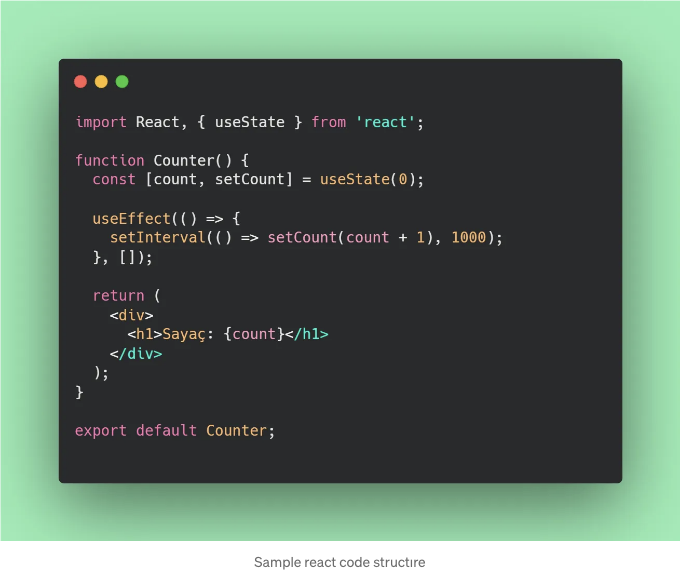 import React, { useState } from 'react';
function Counter() {
const [count, setCount] = useState(0);
useEffect(() => {
setInterval(() => setCount(count + 1), 1000);
}, []);
return (
<div>
<h1>Sayaç: {count}</h1>
</div>
);
}
export default Counter;
Sample react code structıre